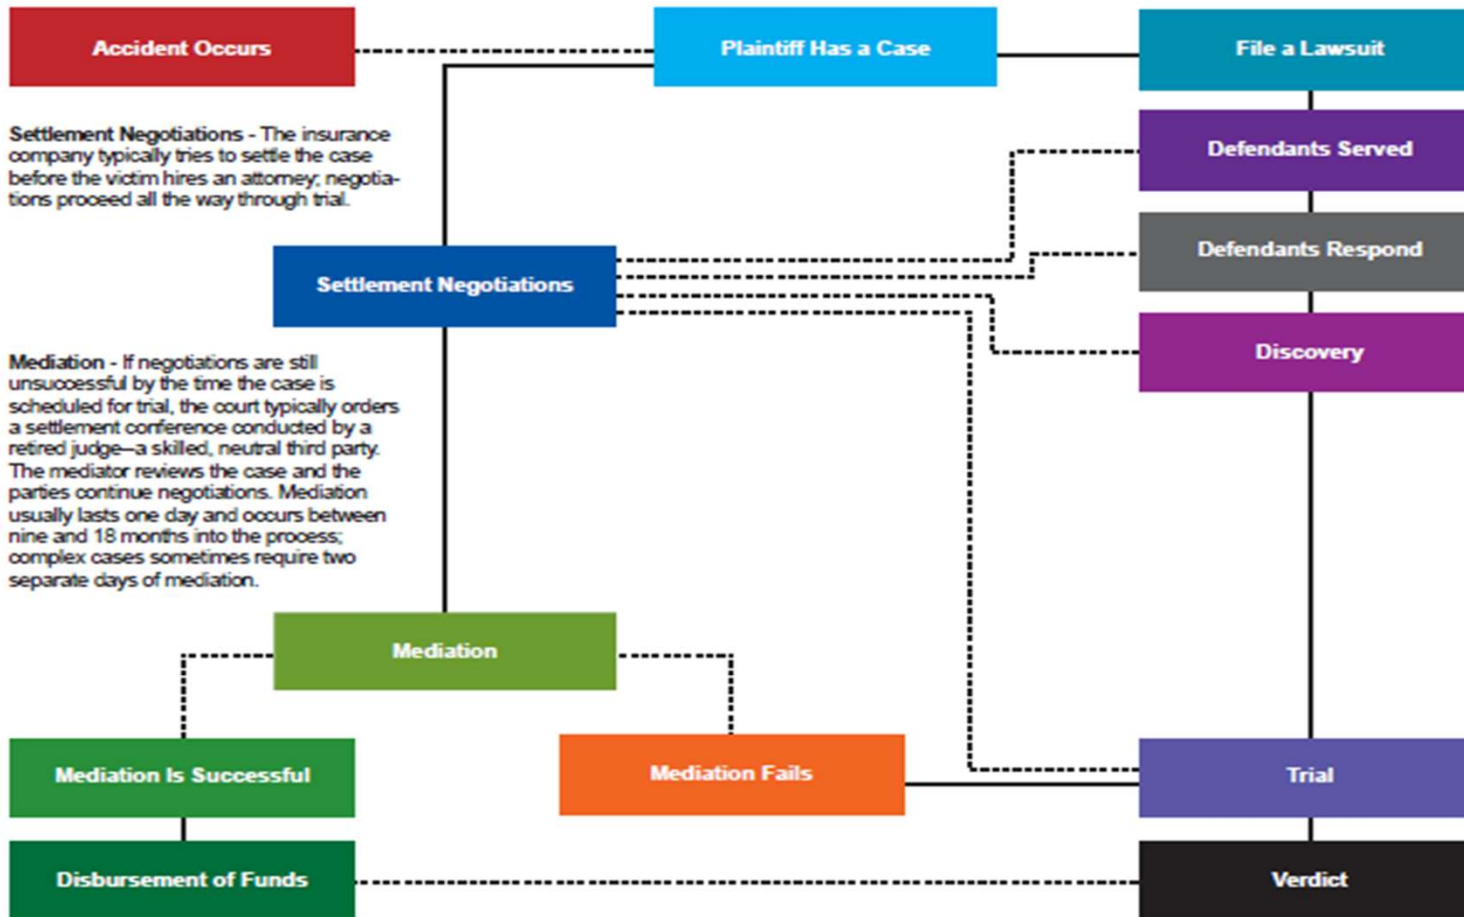 Accident Occurs
Plaintiff Has a Case
File a Lawsuit
Settlement Negotiations - The insurance
company typically tries to settle the case
before the victim hires an attorney; negotia-
tions proceed all the way through trial.
Defendants Served
Defendants Respond
Settlement Negotiations
Discovery
Mediation - If negotiations are still
unsuccessful by the time the case is
scheduled for trial, the court typically orders
a settlement conference conducted by a
retired judge–a skilled, neutral third party.
The mediator reviews the case and the
parties continue negotiations. Mediation
usually lasts one day and occurs between
nine and 18 months into the process;
complex cases sometimes require two
separate days of mediation.
Mediation
Mediation Is Successful
Mediation Fails
Trial
Disbursement of Funds
Verdict